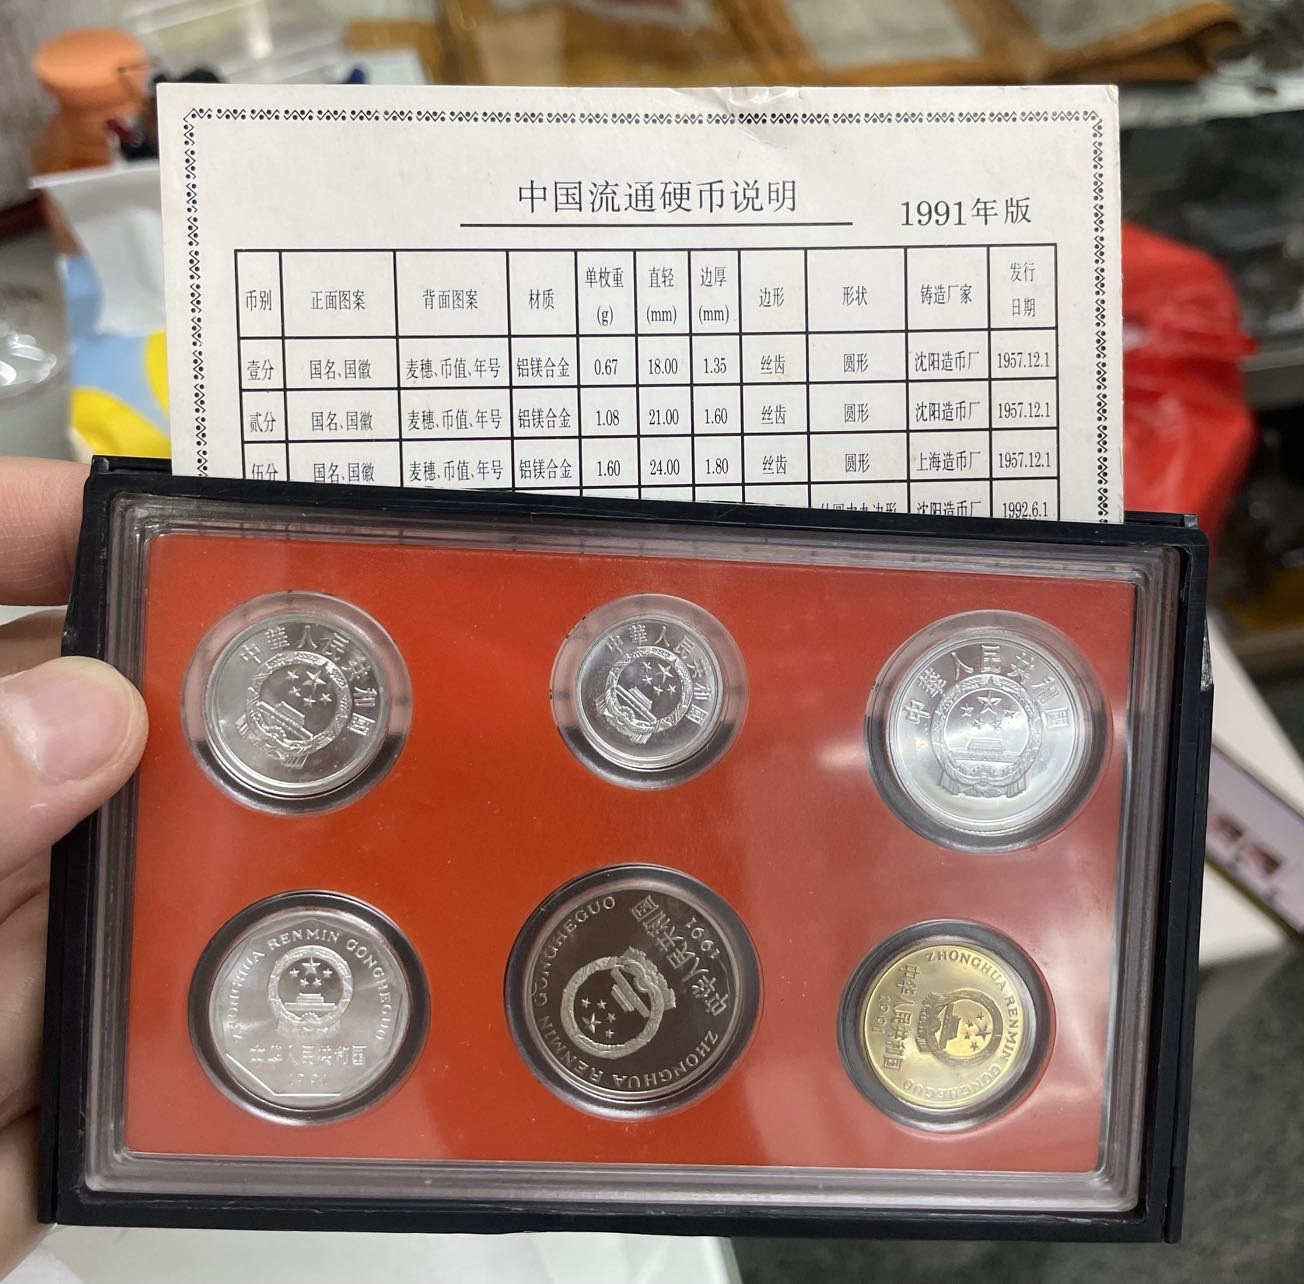 中国流通硬币说明
1991年版
币别 正面图案 背面图案 材质 单枚重(g) 直轻(mm) 边厚(mm) 边形 形状 铸造厂家 发行日期
壹分 国名、国徽 麦穗、币值、年号 铝镁合金 0.67 18.00 1.35 丝齿 圆形 沈阳造币厂 1957.12.1
贰分 国名、国徽 麦穗、币值、年号 铝镁合金 1.08 21.00 1.60 丝齿 圆形 沈阳造币厂 1957.12.1
伍分 国名、国徽 麦穗、币值、年号 铝镁合金 1.60 24.00 1.80 丝齿 圆形 上海造币厂 1957.12.1
沈阳造币厂 1992.6.1
中華人民共和國
中華人民共和國
中華人民共和國
ZHONGHUA RENMIN GONGHEGUO
中华人民共和国
1991
ZHONGHUA RENMIN GONGHEGUO
中华人民共和国
1991
ZHONGHUA RENMIN GONGHEGUO
中华人民共和国
1991